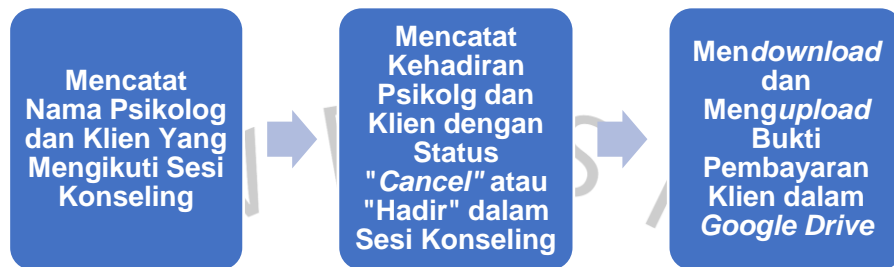 Mencatat
Nama Psikolog
dan Klien Yang
Mengikuti Sesi
Konseling
Mencatat
Kehadiran
Psikolg dan
Klien dengan
Status
"Cancel" atau
"Hadir" dalam
Sesi Konseling
Mendownload
dan
Mengupload
Bukti
Pembayaran
Klien dalam
Google Drive